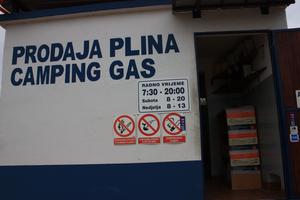 PRODAJA PLINA
CAMPING GAS
RADNO VRIJEME
7:30 - 20:00
Subota 8 - 20
Nedjelja 8 - 13